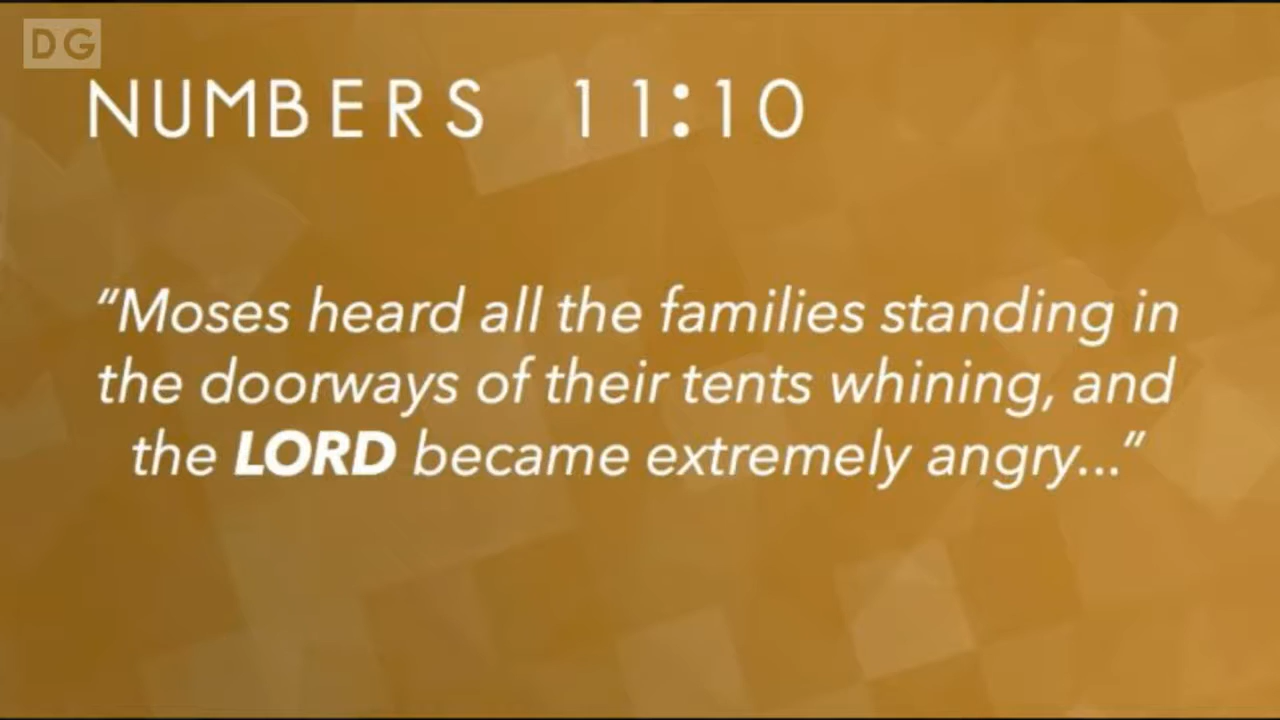 DG
NUMBERS 11:10
“Moses heard all the families standing in
the doorways of their tents whining, and
the LORD became extremely angry...”